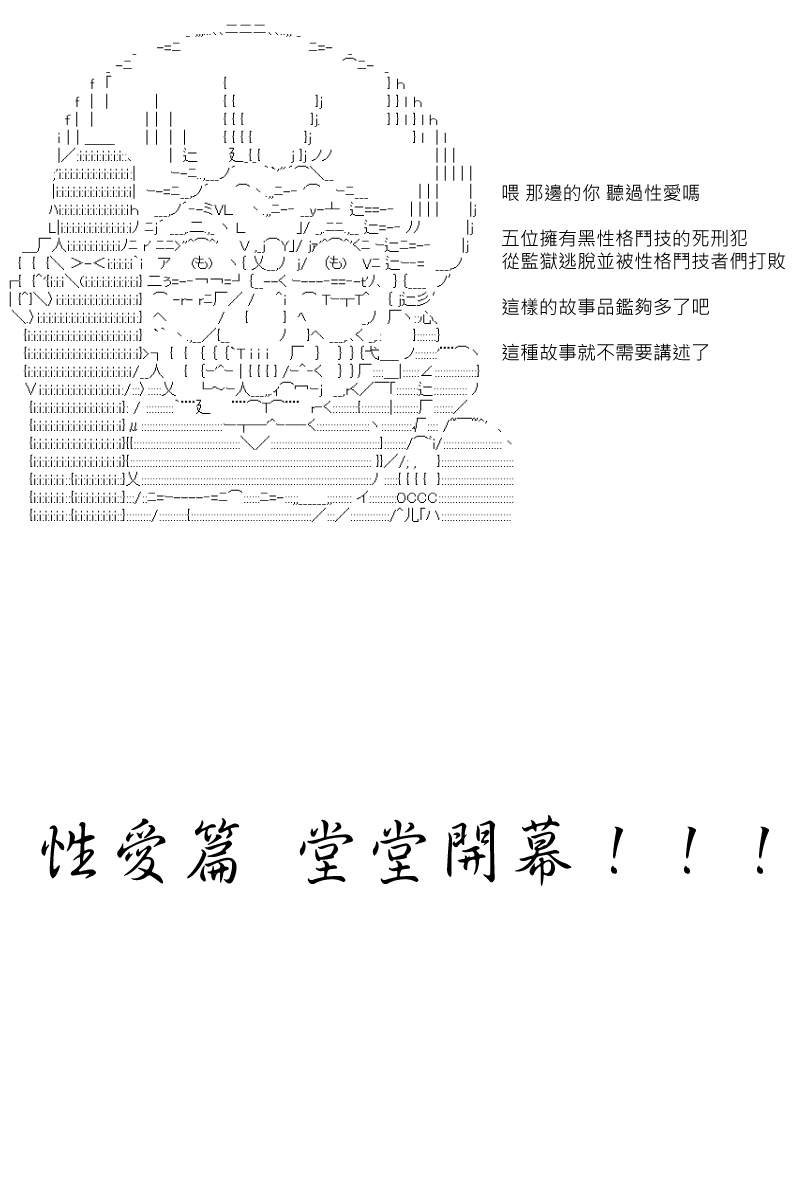 喂 那邊的你 聽過性愛嗎
五位擁有黑性格鬥技的死刑犯
從監獄逃脫並被性格鬥技者們打敗
這樣的故事品鑑夠多了吧
這種故事就不需要講述了
性愛篇 堂堂開幕！！！